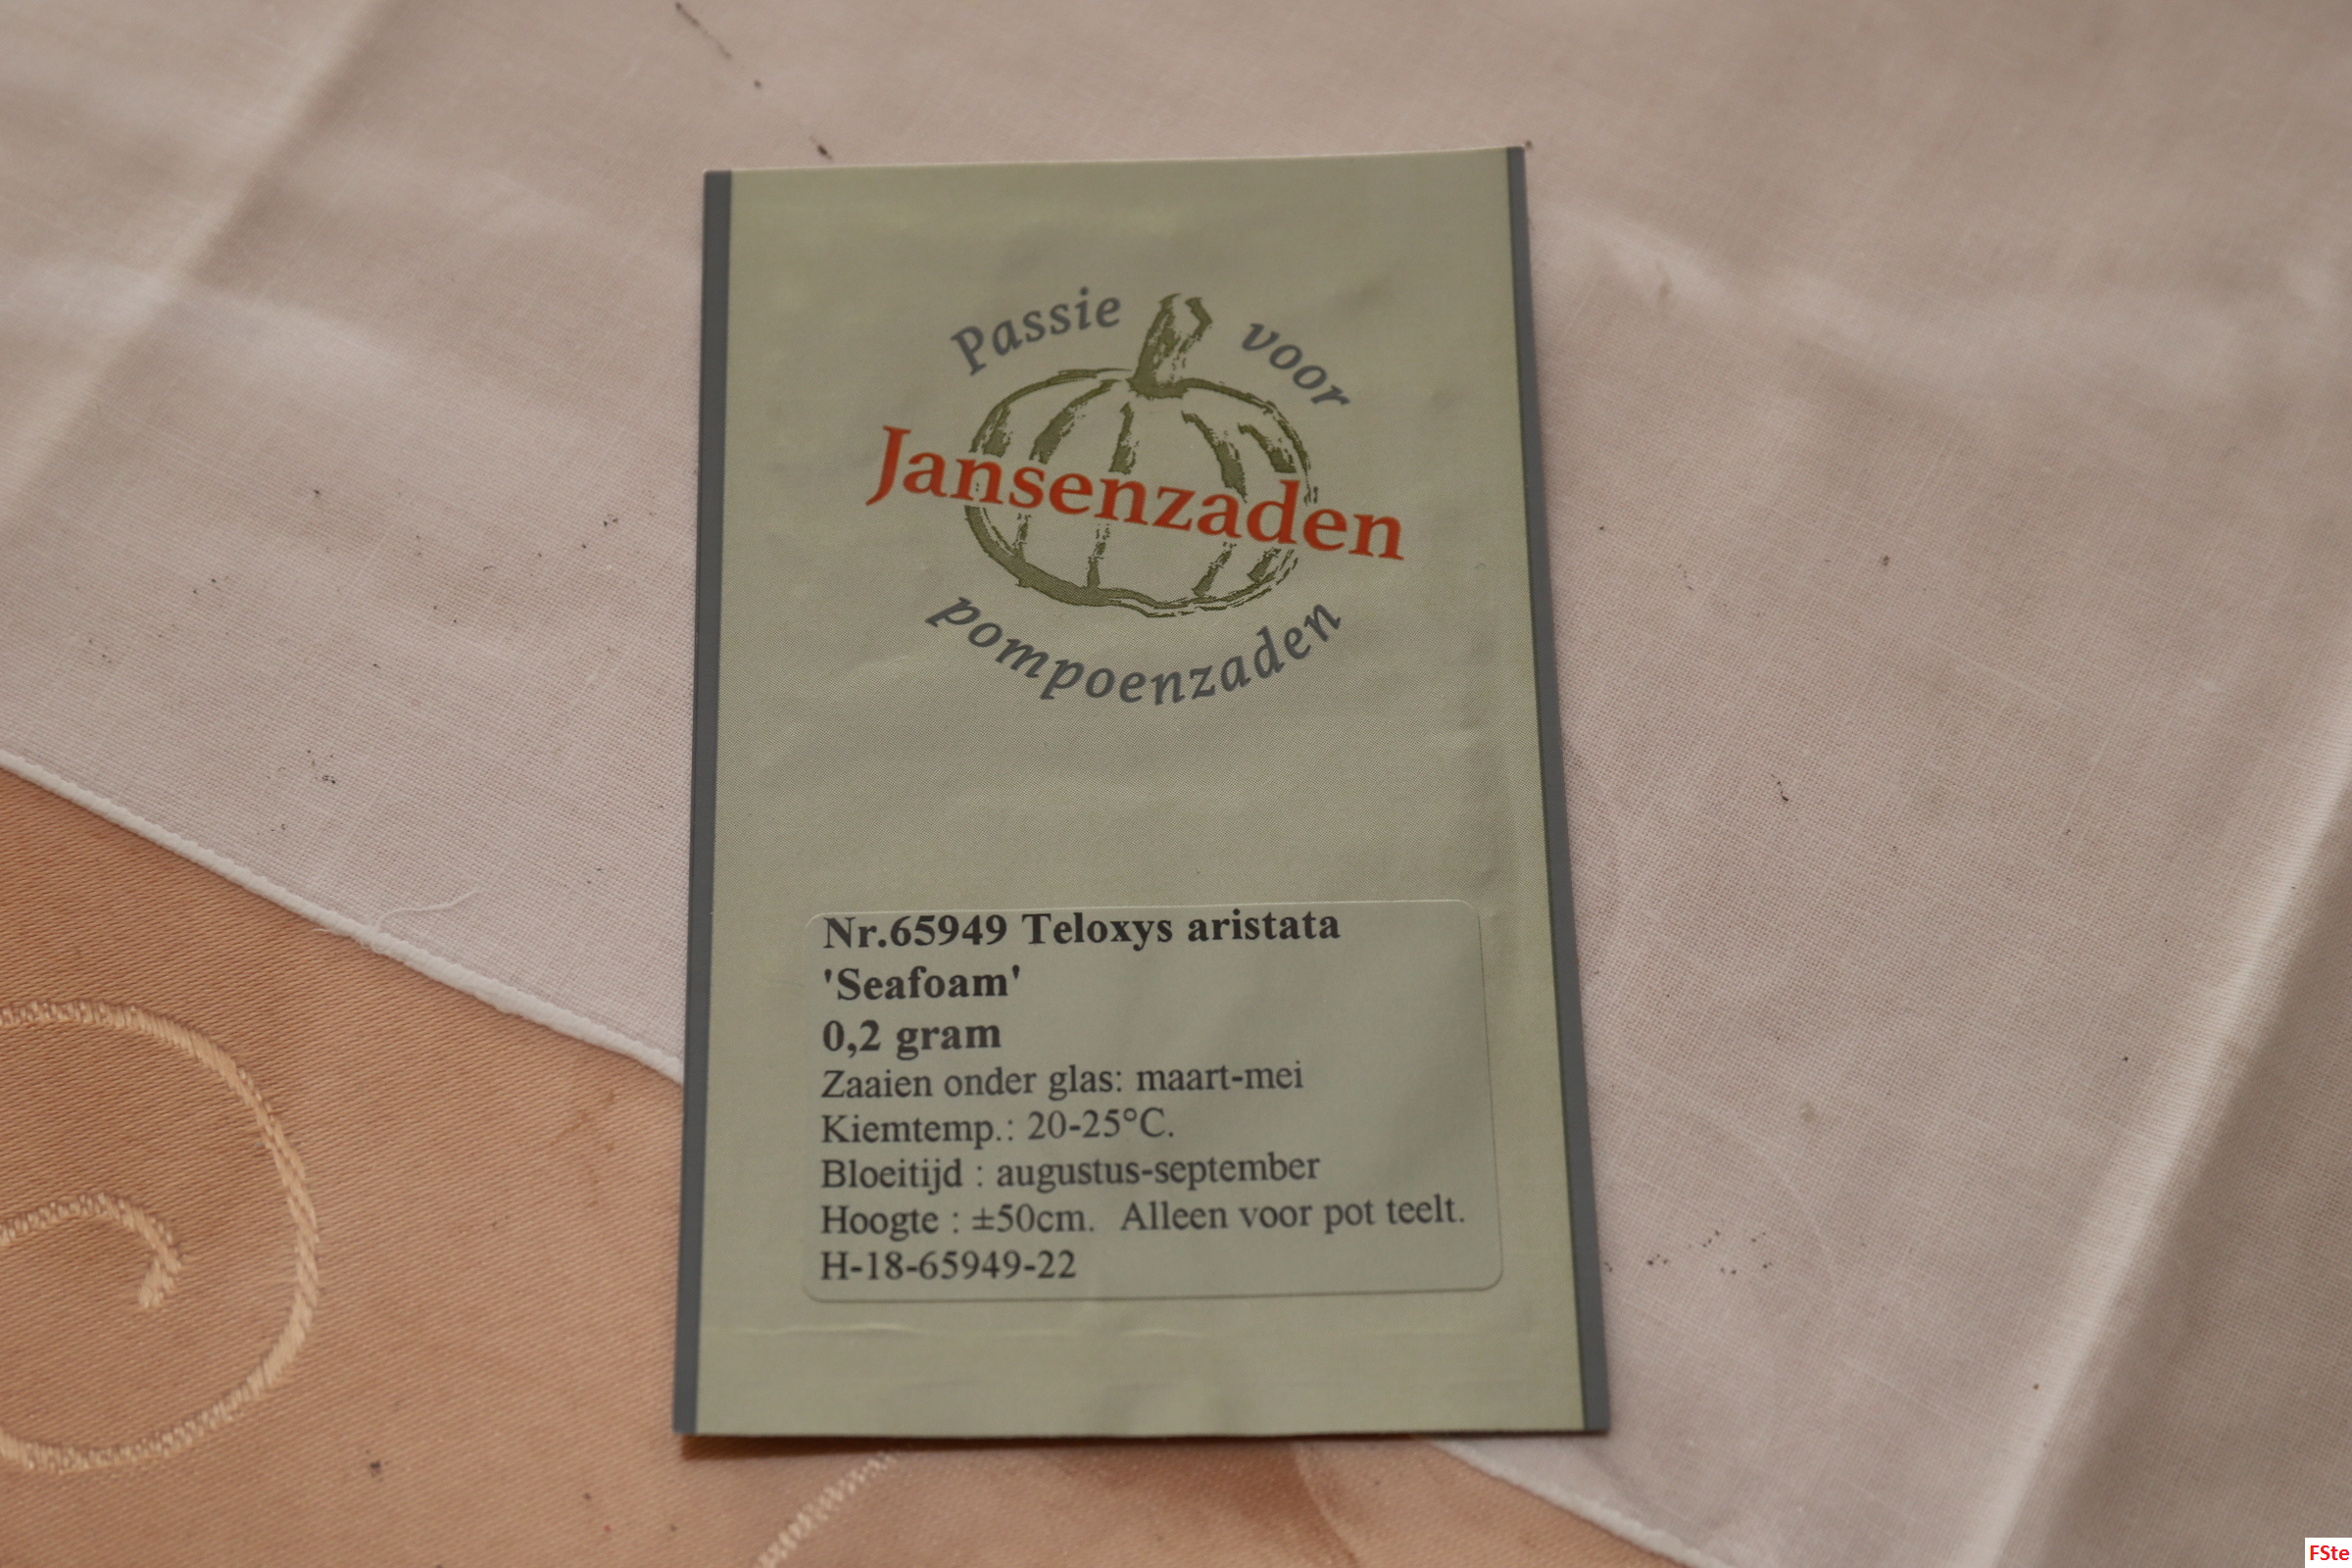 Passie voor
Jansenzaden
pompoenzaden
Nr.65949 Teloxys aristata
'Seafoam'
0,2 gram
Zaaien onder glas: maart-mei
Kiemtemp.: 20-25°C.
Bloeitijd : augustus-september
Hoogte : ±50cm.  Alleen voor pot teelt.
H-18-65949-22
FSte